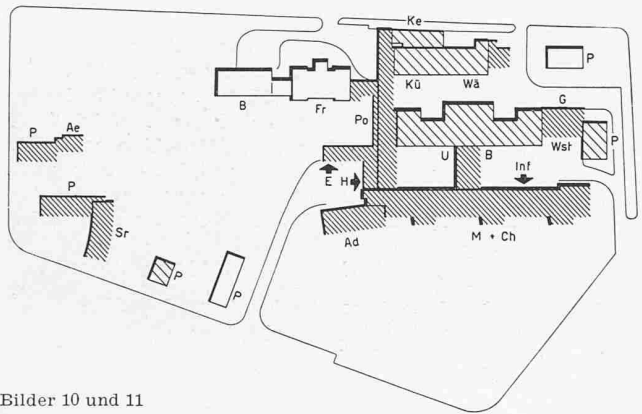 Ke
P
Kü Wä
B Fr Po G
P Ae
U B Wst P
P
E H Inf
Sr
Ad M + Ch
P P
Bilder 10 und 11